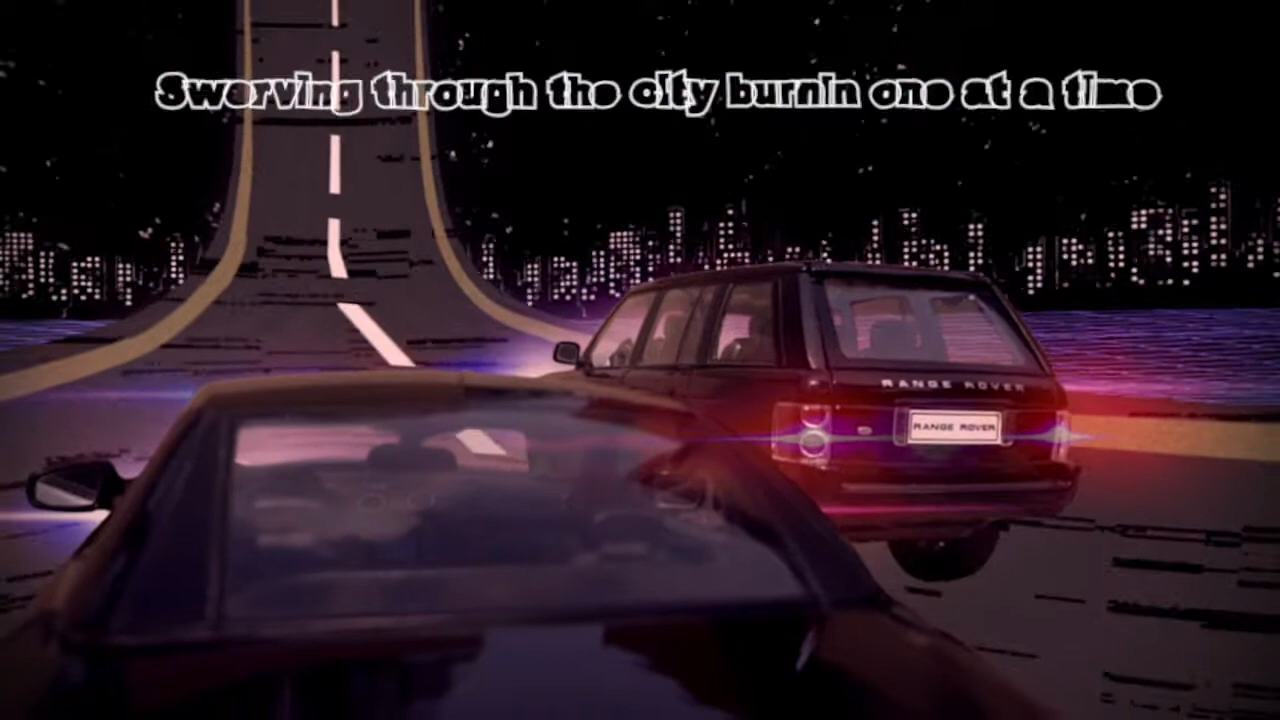 Swerving through the city burnin one at a time
RANGE ROVER
RANGE ROVER